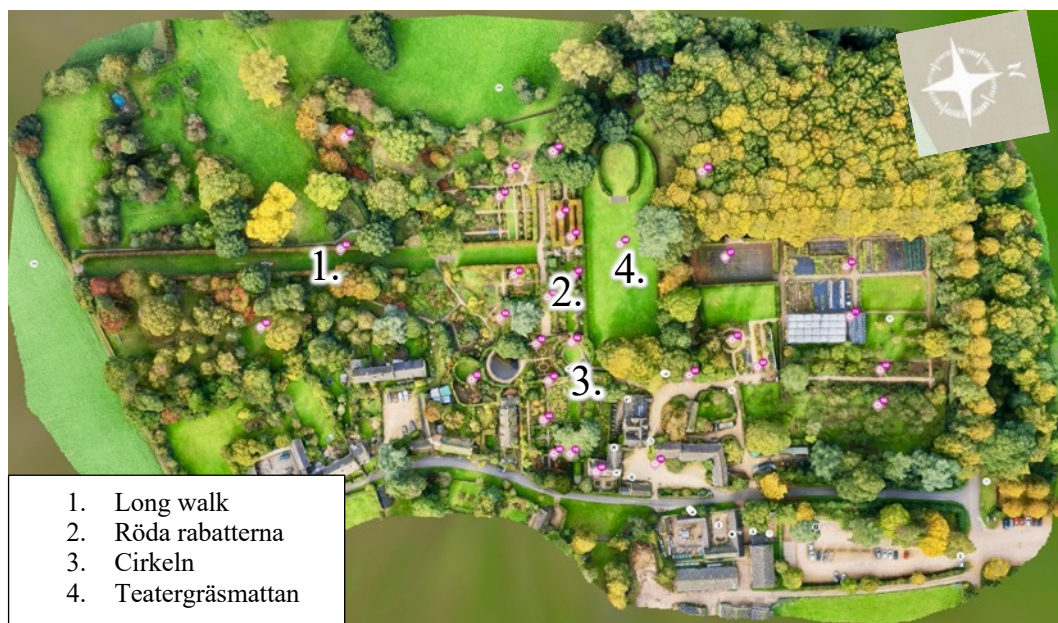 N
1.
2.
3.
4.
1. Long walk
2. Röda rabatterna
3. Cirkeln
4. Teatergräsmattan